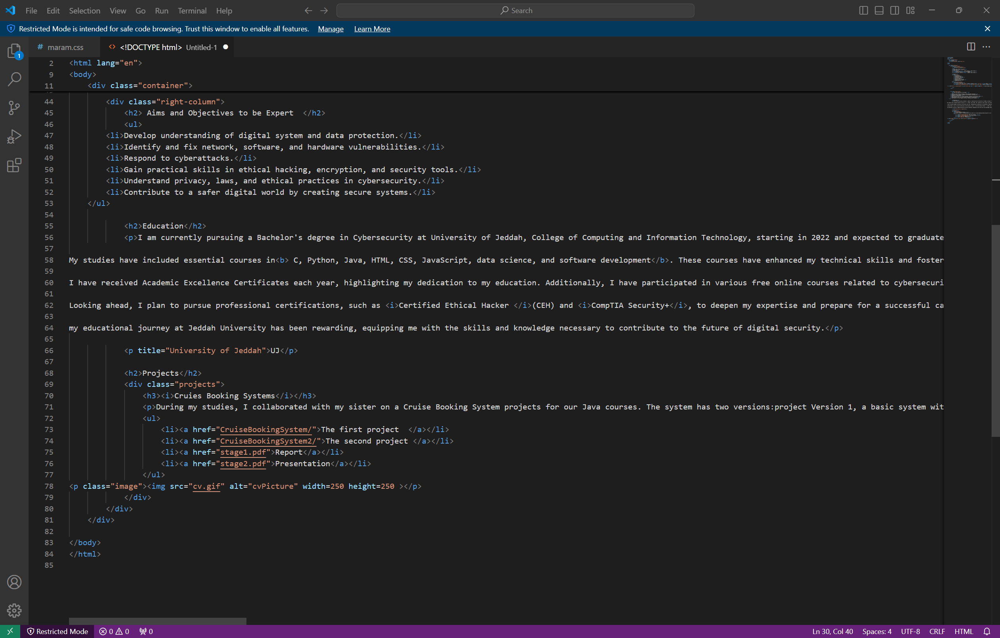 File Edit Selection View Go Run Terminal Help Search
Restricted Mode is intended for safe code browsing. Trust this window to enable all features. Manage Learn More
# maram.css <!DOCTYPE html> Untitled-1
1
2 <html lang="en">
9 <body>
11 <div class="container">
44 <div class="right-column">
45 <h2> Aims and Objectives to be Expert </h2>
46 <ul>
47 <li>Develop understanding of digital system and data protection.</li>
48 <li>Identify and fix network, software, and hardware vulnerabilities.</li>
49 <li>Respond to cyberattacks.</li>
50 <li>Gain practical skills in ethical hacking, encryption, and security tools.</li>
51 <li>Understand privacy, laws, and ethical practices in cybersecurity.</li>
52 <li>Contribute to a safer digital world by creating secure systems.</li>
53 </ul>
54
55 <h2>Education</h2>
56 <p>I am currently pursuing a Bachelor's degree in Cybersecurity at University of Jeddah, College of Computing and Information Technology, starting in 2022 and expected to graduate
57
58 My studies have included essential courses in<b> C, Python, Java, HTML, CSS, JavaScript, data science, and software development</b>. These courses have enhanced my technical skills and foster
59
60 I have received Academic Excellence Certificates each year, highlighting my dedication to my education. Additionally, I have participated in various free online courses related to cybersecuri
61
62 Looking ahead, I plan to pursue professional certifications, such as <i>Certified Ethical Hacker </i>(CEH) and <i>CompTIA Security+</i>, to deepen my expertise and prepare for a successful ca
63
64 my educational journey at Jeddah University has been rewarding, equipping me with the skills and knowledge necessary to contribute to the future of digital security.</p>
65
66 <p title="University of Jeddah">UJ</p>
67
68 <h2>Projects</h2>
69 <div class="projects">
70 <h3><i>Cruies Booking Systems</i></h3>
71 <p>During my studies, I collaborated with my sister on a Cruise Booking System projects for our Java courses. The system has two versions:project Version 1, a basic system wit
72 <ul>
73 <li><a href="CruiseBookingSystem/">The first project  </a></li>
74 <li><a href="CruiseBookingSystem2/">The second project </a></li>
75 <li><a href="stage1.pdf">Report</a></li>
76 <li><a href="stage2.pdf">Presentation</a></li>
77 </ul>
78 <p class="image"><img src="cv.gif" alt="cvPicture" width=250 height=250 ></p>
79 </div>
80 </div>
81 </div>
82
83 </body>
84 </html>
85
Restricted Mode 0 0 0 Ln 30, Col 40 Spaces: 4 UTF-8 CRLF HTML